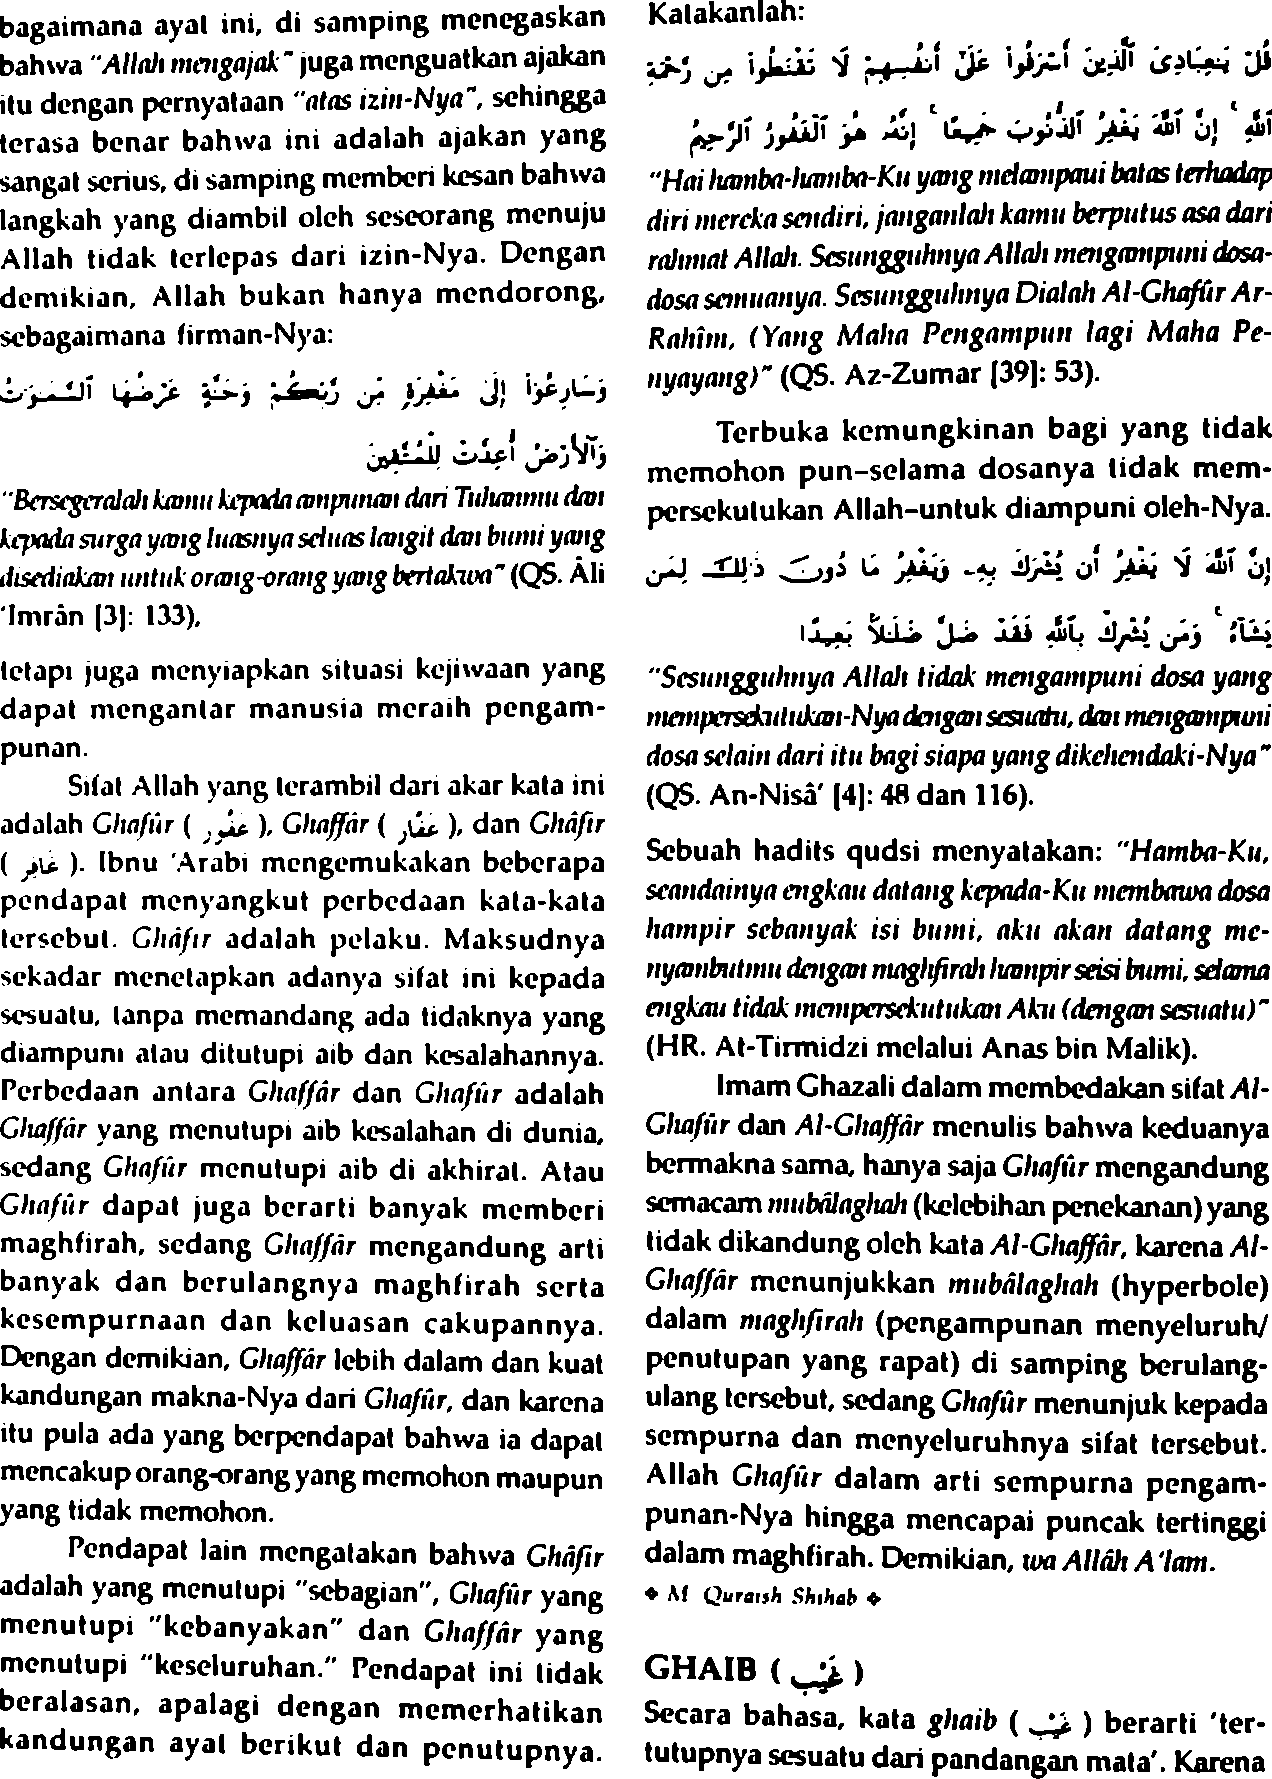 bagaimana ayat ini, di samping menegaskan
bahwa "Allah mengajak" juga menguatkan ajakan
itu dengan pernyataan "atas izin-Nya", sehingga
terasa benar bahwa ini adalah ajakan yang
sangat serius, di samping memberi kesan bahwa
langkah yang diambil oleh seseorang menuju
Allah tidak terlepas dari izin-Nya. Dengan
demikian, Allah bukan hanya mendorong,
sebagaimana firman-Nya:
وَسَارِعُوٓا۟ إِلَىٰ مَغْفِرَةٍ مِّن رَّبِّكُمْ وَجَنَّةٍ عَرْضُهَا ٱلسَّمَـٰوَٰتُ
وَٱلْأَرْضُ أُعِدَّتْ لِلْمُتَّقِينَ
"Bersegeralah kamu kepada ampunan dari Tuhanmu dan
kepada surga yang luasnya seluas langit dan bumi yang
disediakan untuk orang-orang yang bertakwa" (QS. Âli
'Imrân [3]: 133),
tetapi juga menyiapkan situasi kejiwaan yang
dapat mengantar manusia meraih pengam-
punan.
Sifat Allah yang terambil dari akar kata ini
adalah Ghafûr ( غَفُور ), Ghaffâr ( غَفَّار ), dan Ghâfir
( غَافِر ). Ibnu 'Arabi mengemukakan beberapa
pendapat menyangkut perbedaan kata-kata
tersebut. Ghâfir adalah pelaku. Maksudnya
sekadar menetapkan adanya sifat ini kepada
sesuatu, tanpa memandang ada tidaknya yang
diampuni atau ditutupi aib dan kesalahannya.
Perbedaan antara Ghaffâr dan Ghafûr adalah
Ghaffâr yang menutupi aib kesalahan di dunia,
sedang Ghafûr menutupi aib di akhirat. Atau
Ghafûr dapat juga berarti banyak memberi
maghfirah, sedang Ghaffâr mengandung arti
banyak dan berulangnya maghfirah serta
kesempurnaan dan keluasan cakupannya.
Dengan demikian, Ghaffâr lebih dalam dan kuat
kandungan makna-Nya dari Ghafûr, dan karena
itu pula ada yang berpendapat bahwa ia dapat
mencakup orang-orang yang memohon maupun
yang tidak memohon.
Pendapat lain mengatakan bahwa Ghâfir
adalah yang menutupi "sebagian", Ghafûr yang
menutupi "kebanyakan" dan Ghaffâr yang
menutupi "keseluruhan." Pendapat ini tidak
beralasan, apalagi dengan memerhatikan
kandungan ayat berikut dan penutupnya.
Katakanlah:
قُلْ يَـٰعِبَادِىَ ٱلَّذِينَ أَسْرَفُوا۟ عَلَىٰٓ أَنفُسِهِمْ لَا تَقْنَطُوا۟ مِن رَّحْمَةِ
ٱللَّهِ ۚ إِنَّ ٱللَّهَ يَغْفِرُ ٱلذُّنُوبَ جَمِيعًا ۚ إِنَّهُۥ هُوَ ٱلْغَفُورُ ٱلرَّحِيمُ
"Hai hamba-hamba-Ku yang melampaui batas terhadap
diri mereka sendiri, janganlah kamu berputus asa dari
rahmat Allah. Sesungguhnya Allah mengampuni dosa-
dosa semuanya. Sesungguhnya Dialah Al-Ghafûr Ar-
Rahîm, (Yang Maha Pengampun lagi Maha Pe-
nyayang)" (QS. Az-Zumar [39]: 53).
Terbuka kemungkinan bagi yang tidak
memohon pun–selama dosanya tidak mem-
persekutukan Allah–untuk diampuni oleh-Nya.
إِنَّ ٱللَّهَ لَا يَغْفِرُ أَن يُشْرَكَ بِهِۦ وَيَغْفِرُ مَا دُونَ ذَٰلِكَ لِمَن
يَشَآءُ ۚ وَمَن يُشْرِكْ بِٱللَّهِ فَقَدْ ضَلَّ ضَلَـٰلًۢا بَعِيدًا
"Sesungguhnya Allah tidak mengampuni dosa yang
mempersekutukan-Nya dengan sesuatu, dan mengampuni
dosa selain dari itu bagi siapa yang dikehendaki-Nya"
(QS. An-Nisâ' [4]: 48 dan 116).
Sebuah hadits qudsi menyatakan: "Hamba-Ku,
seandainya engkau datang kepada-Ku membawa dosa
hampir sebanyak isi bumi, aku akan datang me-
nyambutmu dengan maghfirah hampir seisi bumi, selama
engkau tidak mempersekutukan Aku (dengan sesuatu)"
(HR. At-Tirmidzi melalui Anas bin Malik).
Imam Ghazali dalam membedakan sifat Al-
Ghafûr dan Al-Ghaffâr menulis bahwa keduanya
bermakna sama, hanya saja Ghafûr mengandung
semacam mubâlaghah (kelebihan penekanan) yang
tidak dikandung oleh kata Al-Ghaffâr, karena Al-
Ghaffâr menunjukkan mubâlaghah (hyperbole)
dalam maghfirah (pengampunan menyeluruh/
penutupan yang rapat) di samping berulang-
ulang tersebut, sedang Ghafûr menunjuk kepada
sempurna dan menyeluruhnya sifat tersebut.
Allah Ghafûr dalam arti sempurna pengam-
punan-Nya hingga mencapai puncak tertinggi
dalam maghfirah. Demikian, wa Allâh A'lam.
❖ M Quraish Shihab ❖
GHAIB ( غَيْب )
Secara bahasa, kata ghaib ( غَيْب ) berarti 'ter-
tutupnya sesuatu dari pandangan mata'. Karena